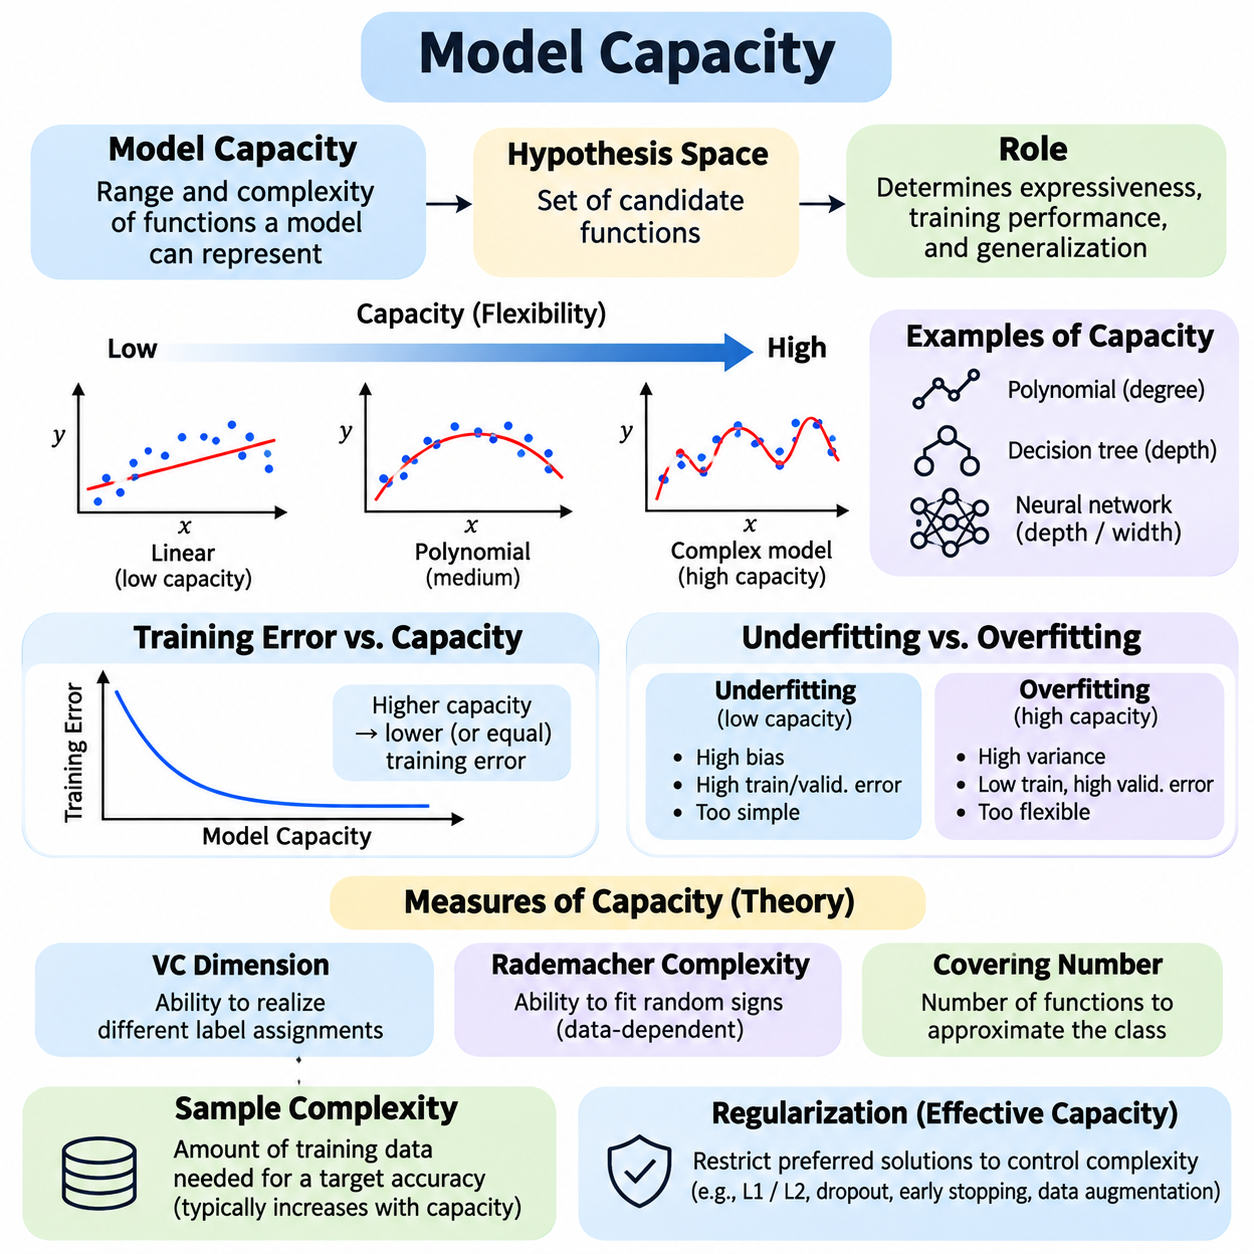 Model Capacity
Model Capacity
Range and complexity
of functions a model
can represent
Hypothesis Space
Set of candidate
functions
Role
Determines expressiveness,
training performance,
and generalization
Capacity (Flexibility)
Low
High
y
x
Linear
(low capacity)
y
x
Polynomial
(medium)
y
x
Complex model
(high capacity)
Examples of Capacity
Polynomial (degree)
Decision tree (depth)
Neural network
(depth / width)
Training Error vs. Capacity
Training Error
Higher capacity
→ lower (or equal)
training error
Model Capacity
Underfitting vs. Overfitting
Underfitting
(low capacity)
• High bias
• High train/valid. error
• Too simple
Overfitting
(high capacity)
• High variance
• Low train, high valid. error
• Too flexible
Measures of Capacity (Theory)
VC Dimension
Ability to realize
different label assignments
Rademacher Complexity
Ability to fit random signs
(data-dependent)
Covering Number
Number of functions to
approximate the class
Sample Complexity
Amount of training data
needed for a target accuracy
(typically increases with capacity)
Regularization (Effective Capacity)
Restrict preferred solutions to control complexity
(e.g., L1 / L2, dropout, early stopping, data augmentation)